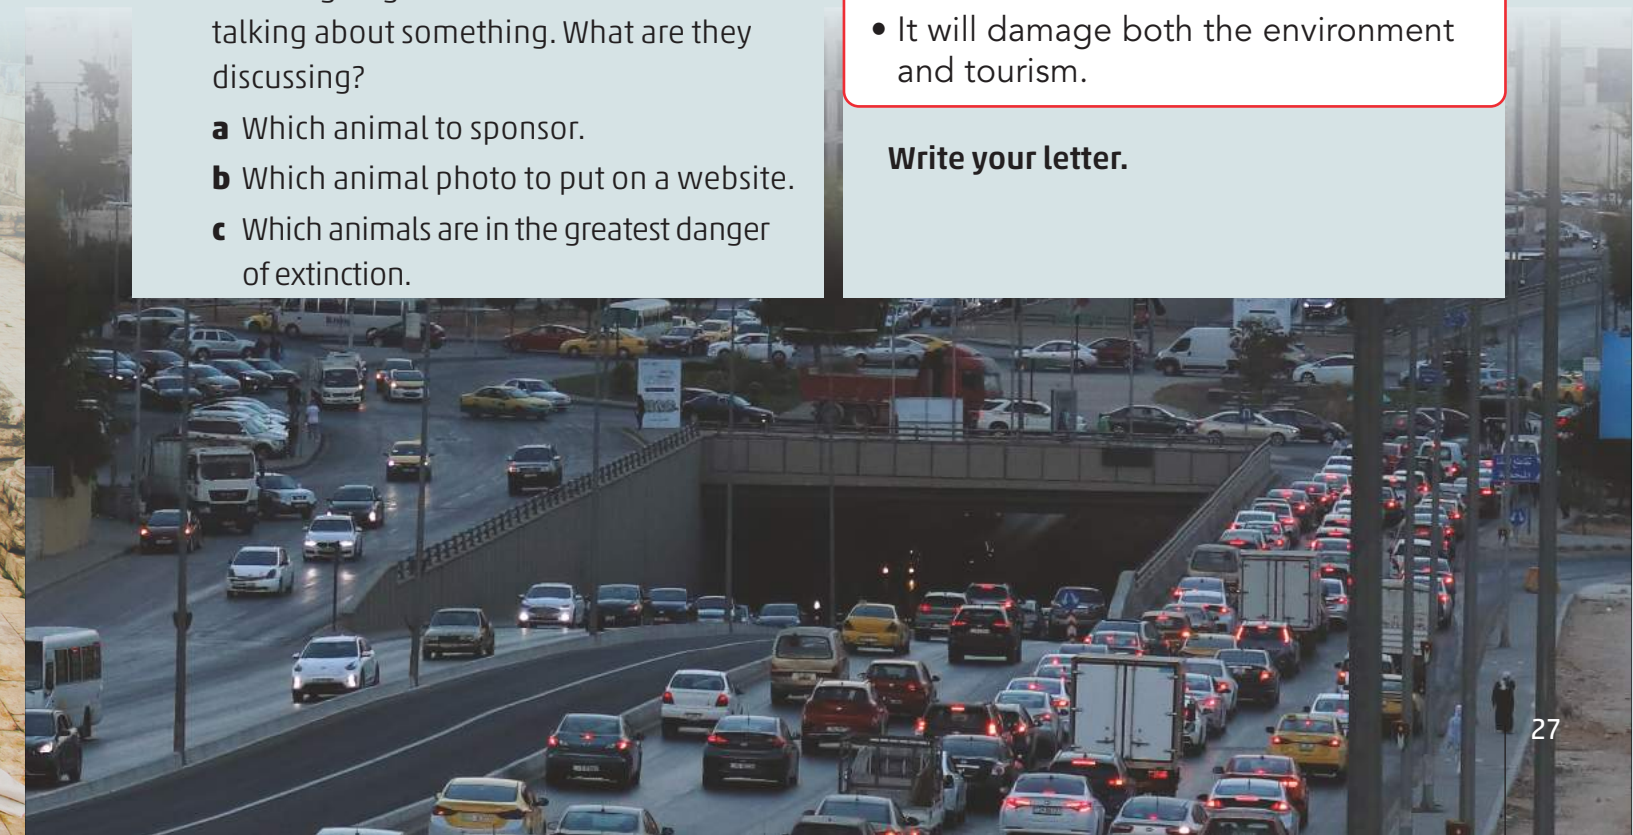 talking about something. What are they
discussing?
a Which animal to sponsor.
b Which animal photo to put on a website.
c Which animals are in the greatest danger
of extinction.
• It will damage both the environment
and tourism.
Write your letter.
27